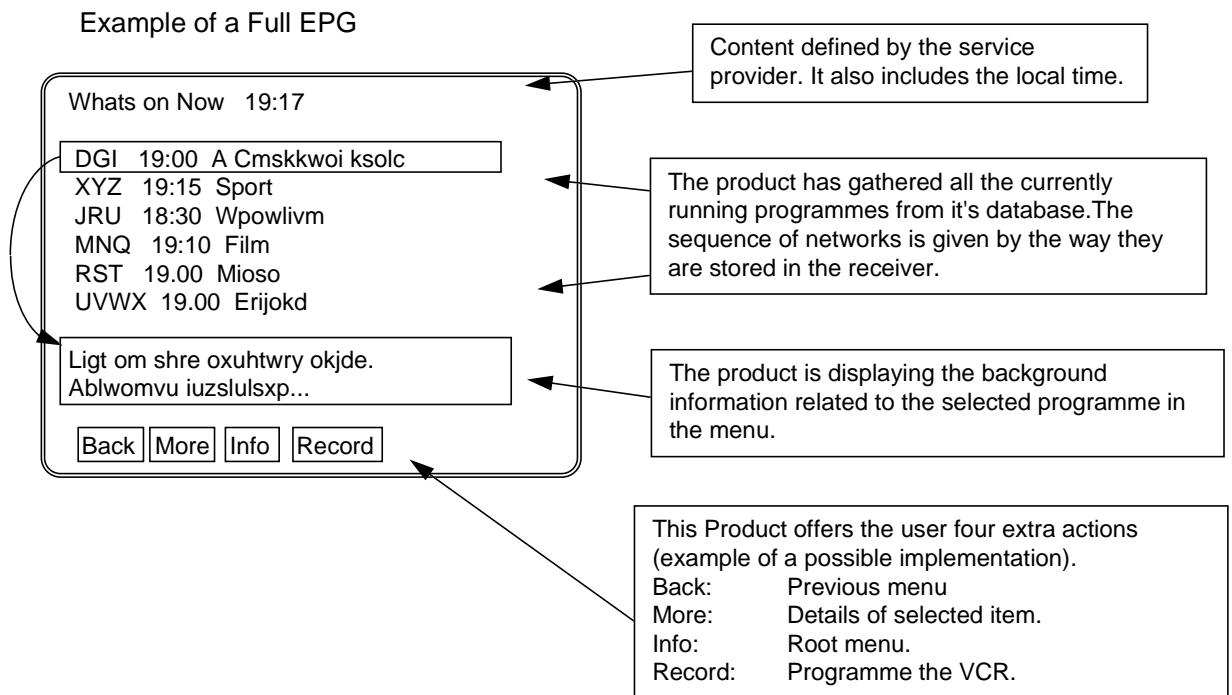 Example of a Full EPG
Content defined by the service
provider. It also includes the local time.
Whats on Now 19:17
DGI 19:00 A Cmskkwoi ksolc
XYZ 19:15 Sport
JRU 18:30 Wpowlivm
MNQ 19:10 Film
RST 19.00 Mioso
UVWX 19.00 Erijokd
The product has gathered all the currently
running programmes from it's database.The
sequence of networks is given by the way they
are stored in the receiver.
Ligt om shre oxuhtwry okjde.
Ablwomvu iuzslulsxp...
The product is displaying the background
information related to the selected programme in
the menu.
Back More Info Record
This Product offers the user four extra actions
(example of a possible implementation).
Back: Previous menu
More: Details of selected item.
Info: Root menu.
Record: Programme the VCR.